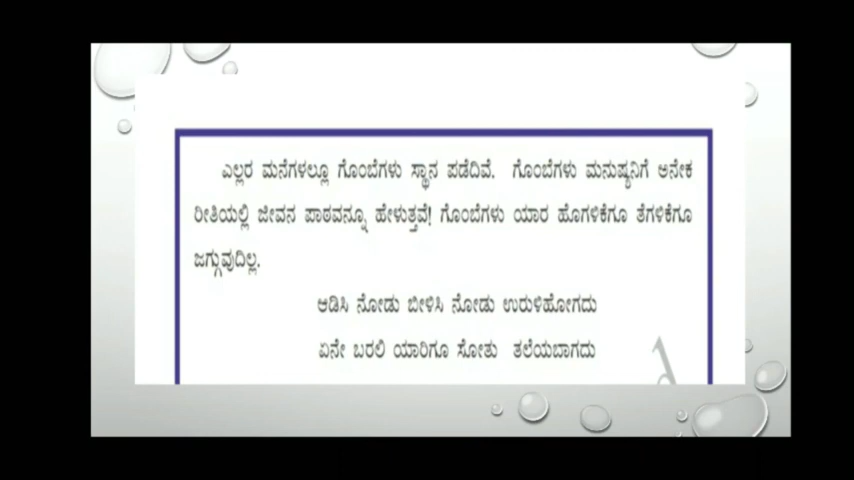 ಎಲ್ಲರ ಮನೆಗಳಲ್ಲೂ ಗೊಂಬೆಗಳು ಸ್ಥಾನ ಪಡೆದಿವೆ. ಗೊಂಬೆಗಳು ಮನುಷ್ಯನಿಗೆ ಅನೇಕ
ರೀತಿಯಲ್ಲಿ ಜೀವನ ಪಾಠವನ್ನೂ ಹೇಳುತ್ತವೆ! ಗೊಂಬೆಗಳು ಯಾರ ಹೊಗಳಿಕೆಗೂ ತೆಗಳಿಕೆಗೂ
ಜಗ್ಗುವುದಿಲ್ಲ.
ಆಡಿಸಿ ನೋಡು ಬೀಳಿಸಿ ನೋಡು ಉರುಳಿಹೋಗದು
ಏನೇ ಬರಲಿ ಯಾರಿಗೂ ಸೋತು ತಲೆಯಬಾಗದು